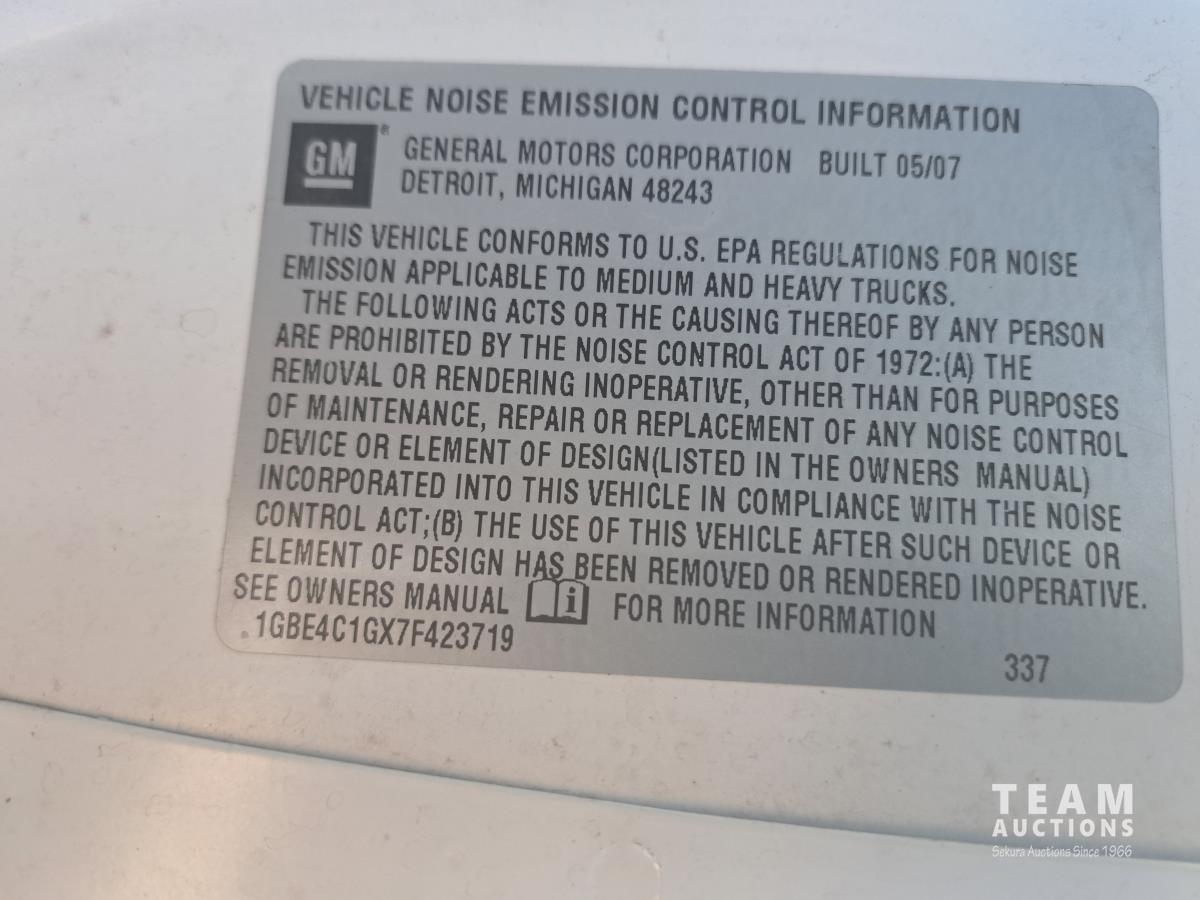 VEHICLE NOISE EMISSION CONTROL INFORMATION
GM®
GENERAL MOTORS CORPORATION BUILT 05/07
DETROIT, MICHIGAN 48243
THIS VEHICLE CONFORMS TO U.S. EPA REGULATIONS FOR NOISE
EMISSION APPLICABLE TO MEDIUM AND HEAVY TRUCKS.
THE FOLLOWING ACTS OR THE CAUSING THEREOF BY ANY PERSON
ARE PROHIBITED BY THE NOISE CONTROL ACT OF 1972:(A) THE
REMOVAL OR RENDERING INOPERATIVE, OTHER THAN FOR PURPOSES
OF MAINTENANCE, REPAIR OR REPLACEMENT OF ANY NOISE CONTROL
DEVICE OR ELEMENT OF DESIGN(LISTED IN THE OWNERS MANUAL)
INCORPORATED INTO THIS VEHICLE IN COMPLIANCE WITH THE NOISE
CONTROL ACT;(B) THE USE OF THIS VEHICLE AFTER SUCH DEVICE OR
ELEMENT OF DESIGN HAS BEEN REMOVED OR RENDERED INOPERATIVE.
SEE OWNERS MANUAL i FOR MORE INFORMATION
.1GBE4C1GX7F423719
337
TEAM
AUCTIONS
Sekura Auctions Since 1966